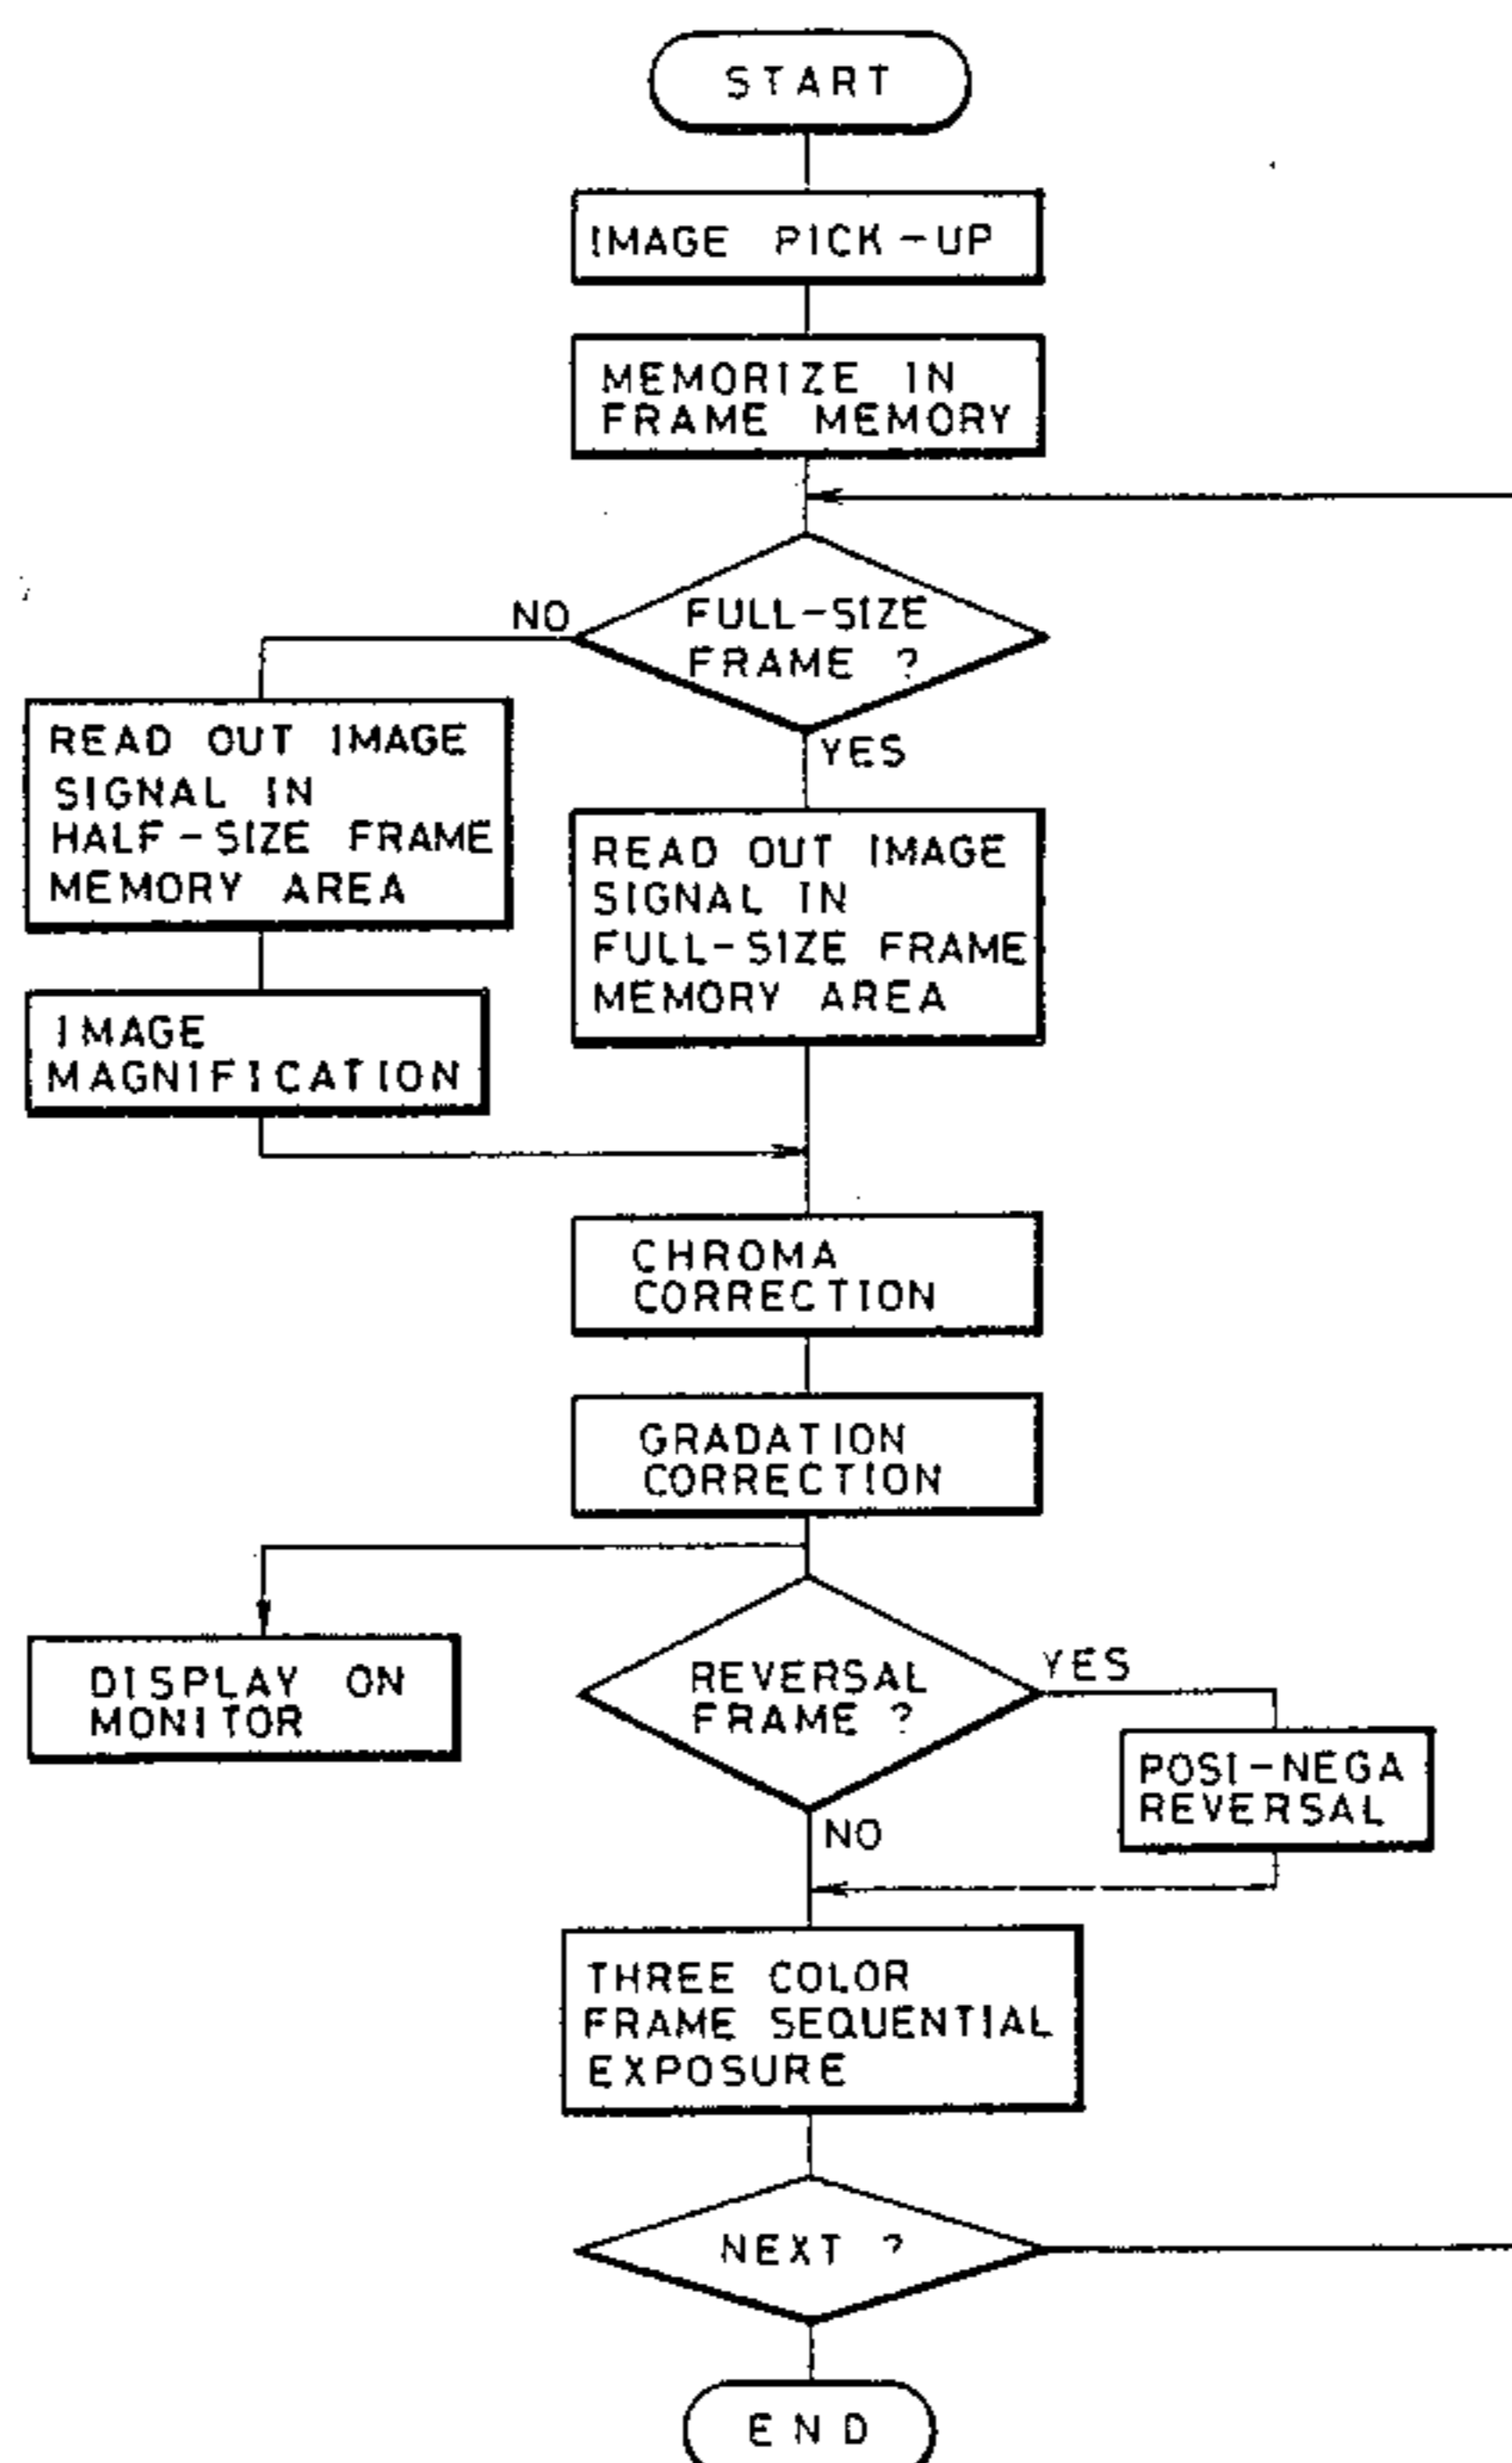 START
IMAGE PICK-UP
MEMORIZE IN
FRAME MEMORY
FULL-SIZE
FRAME ?
NO
YES
READ OUT IMAGE
SIGNAL IN
HALF-SIZE FRAME
MEMORY AREA
READ OUT IMAGE
SIGNAL IN
FULL-SIZE FRAME
MEMORY AREA
IMAGE
MAGNIFICATION
CHROMA
CORRECTION
GRADATION
CORRECTION
DISPLAY ON
MONITOR
REVERSAL
FRAME ?
YES
NO
POSI-NEGA
REVERSAL
THREE COLOR
FRAME SEQUENTIAL
EXPOSURE
NEXT ?
END